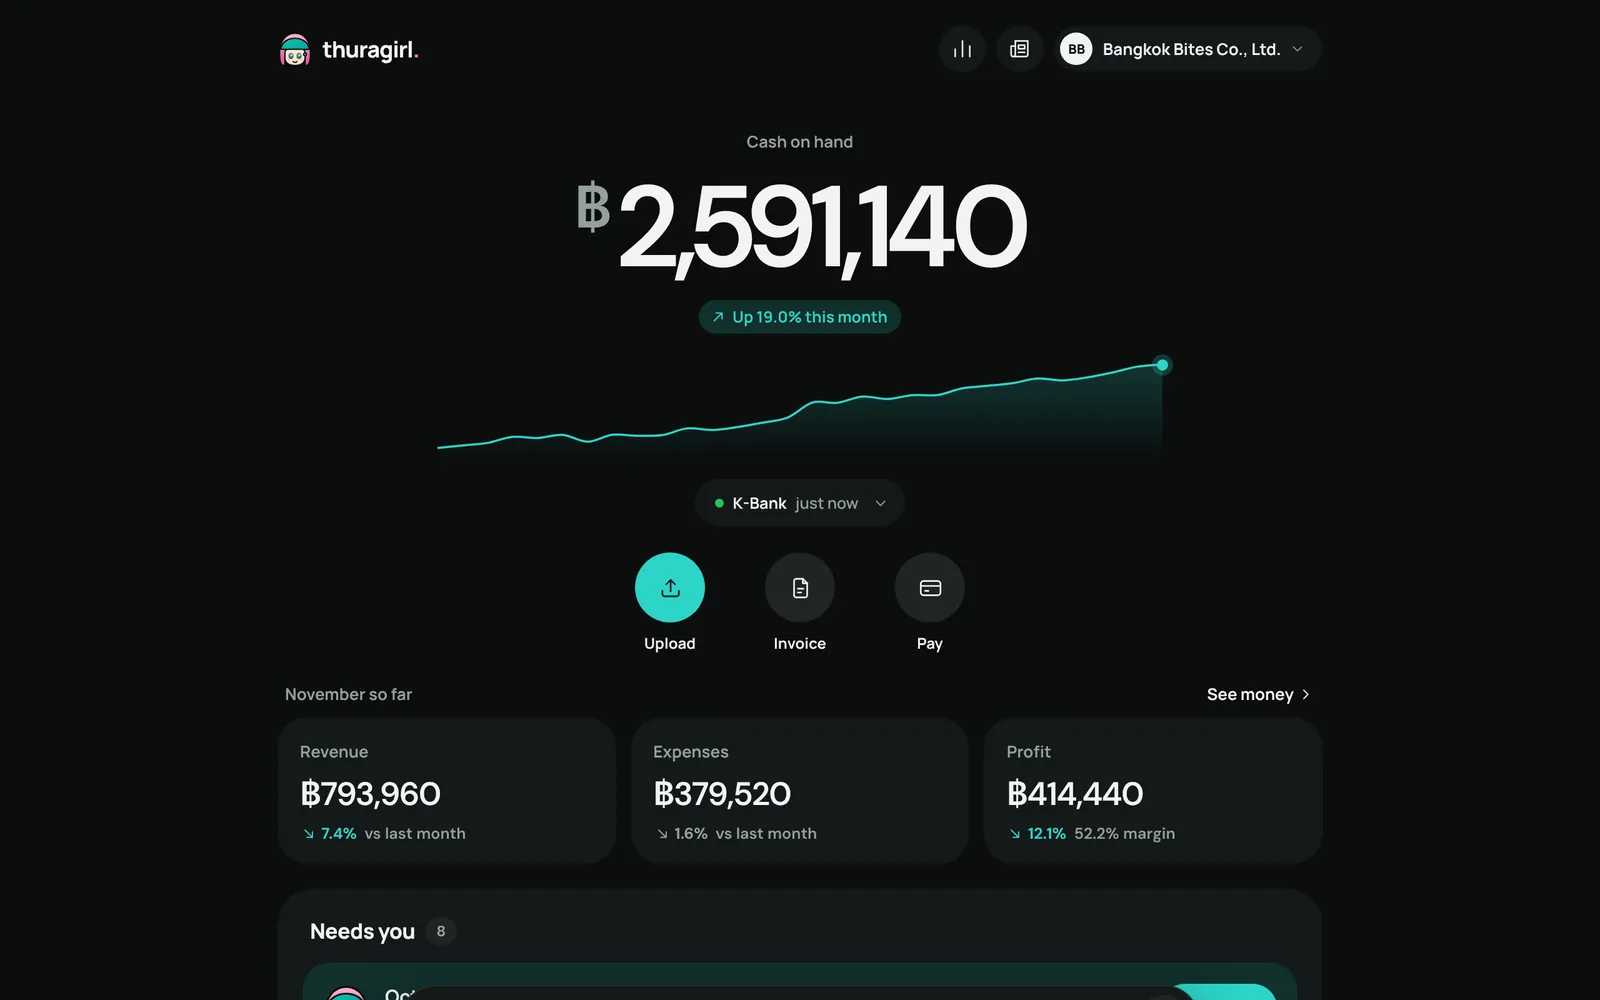 thuragirl.
BB Bangkok Bites Co., Ltd.
Cash on hand
฿2,591,140
Up 19.0% this month
K-Bank just now
Upload
Invoice
Pay
November so far
See money
Revenue
฿793,960
7.4% vs last month
Expenses
฿379,520
1.6% vs last month
Profit
฿414,440
12.1% 52.2% margin
Needs you 8